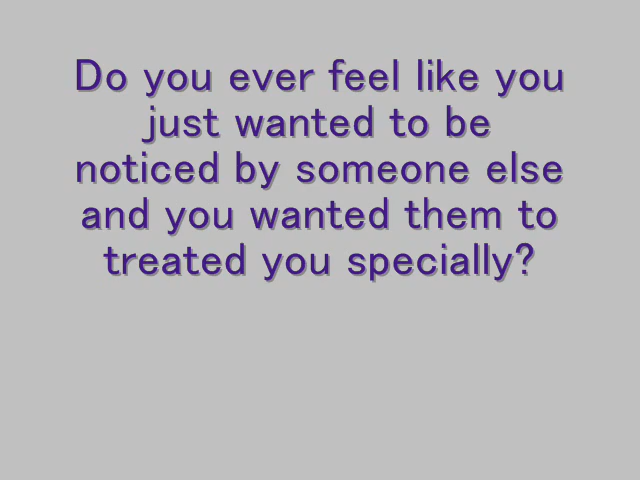 Do you ever feel like you
just wanted to be
noticed by someone else
and you wanted them to
treated you specially?